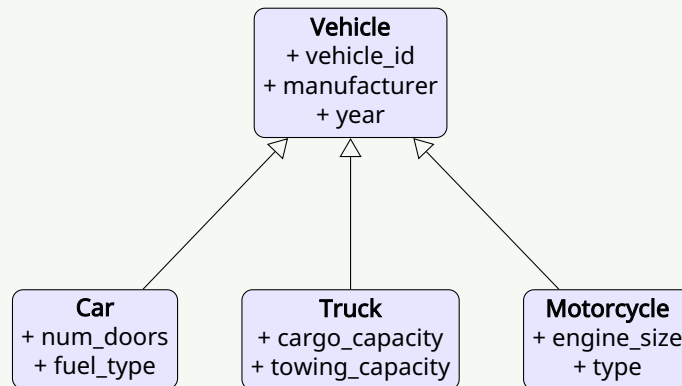 Vehicle
+ vehicle_id
+ manufacturer
+ year
Car
+ num_doors
+ fuel_type
Truck
+ cargo_capacity
+ towing_capacity
Motorcycle
+ engine_size
+ type